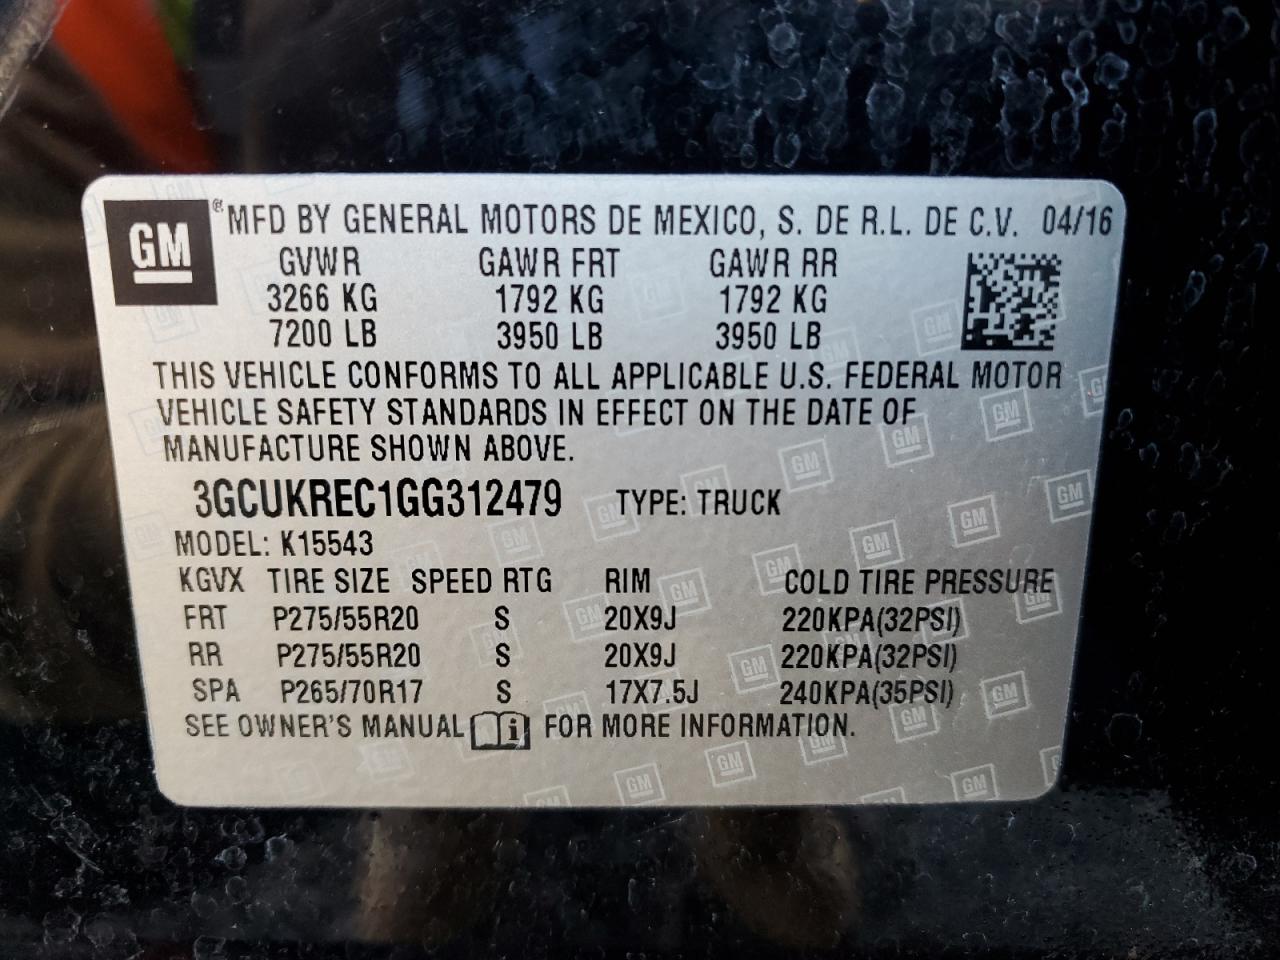 GM ® MFD BY GENERAL MOTORS DE MEXICO, S. DE R.L. DE C.V. 04/16
GVWR GAWR FRT GAWR RR
3266 KG 1792 KG 1792 KG
7200 LB 3950 LB 3950 LB
THIS VEHICLE CONFORMS TO ALL APPLICABLE U.S. FEDERAL MOTOR
VEHICLE SAFETY STANDARDS IN EFFECT ON THE DATE OF
MANUFACTURE SHOWN ABOVE.
3GCUKREC1GG312479 TYPE: TRUCK
MODEL: K15543
KGVX TIRE SIZE SPEED RTG RIM COLD TIRE PRESSURE
FRT P275/55R20 S 20X9J 220KPA(32PSI)
RR P275/55R20 S 20X9J 220KPA(32PSI)
SPA P265/70R17 S 17X7.5J 240KPA(35PSI)
SEE OWNER'S MANUAL i FOR MORE INFORMATION.